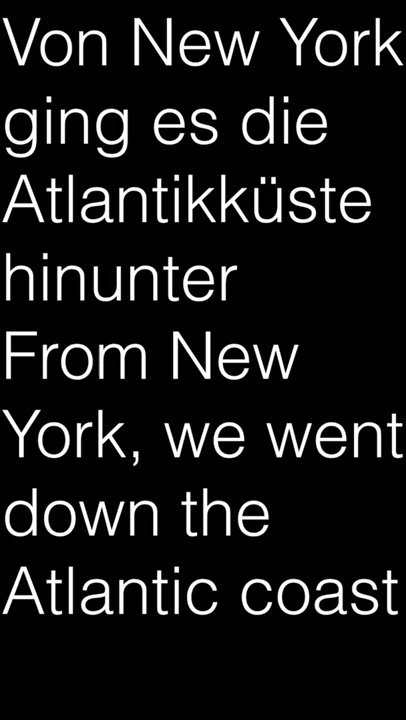 Von New York
ging es die
Atlantikküste
hinunter
From New
York, we went
down the
Atlantic coast